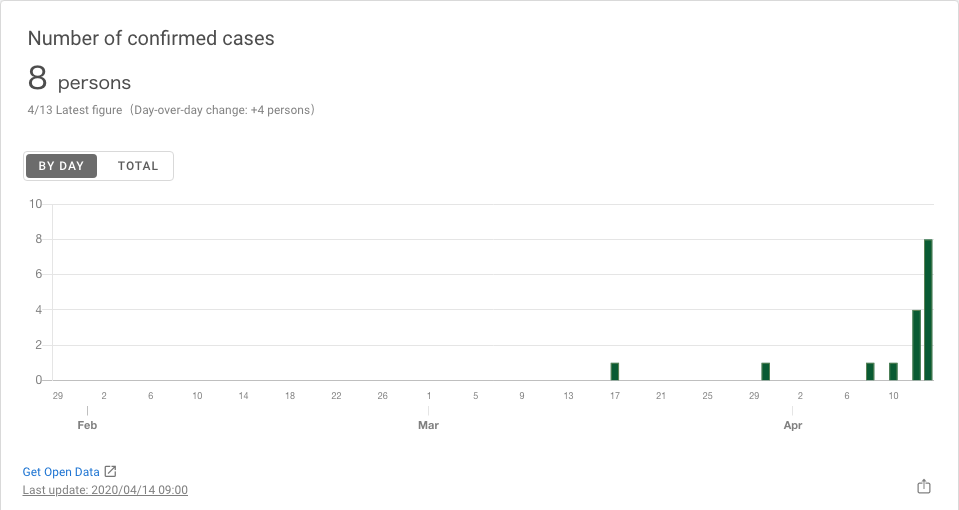 Number of confirmed cases
8 persons
4/13 Latest figure（Day-over-day change: +4 persons）
BY DAY TOTAL
10
8
6
4
2
0
29 2 6 10 14 18 22 26 1 5 9 13 17 21 25 29 2 6 10
Feb Mar Apr
Get Open Data
Last update: 2020/04/14 09:00